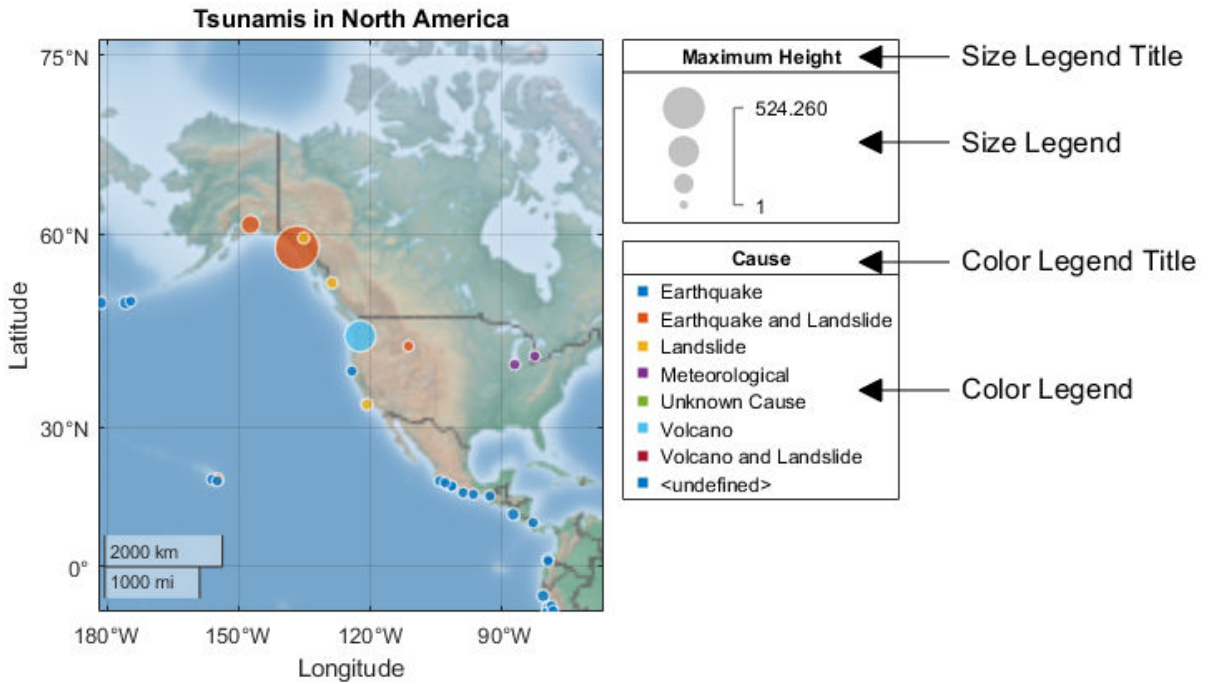 Tsunamis in North America
75°N
60°N
30°N
0°
Latitude
2000 km
1000 mi
180°W
150°W
120°W
90°W
Longitude
Maximum Height
524.260
1
Cause
Earthquake
Earthquake and Landslide
Landslide
Meteorological
Unknown Cause
Volcano
Volcano and Landslide
<undefined>
Size Legend Title
Size Legend
Color Legend Title
Color Legend